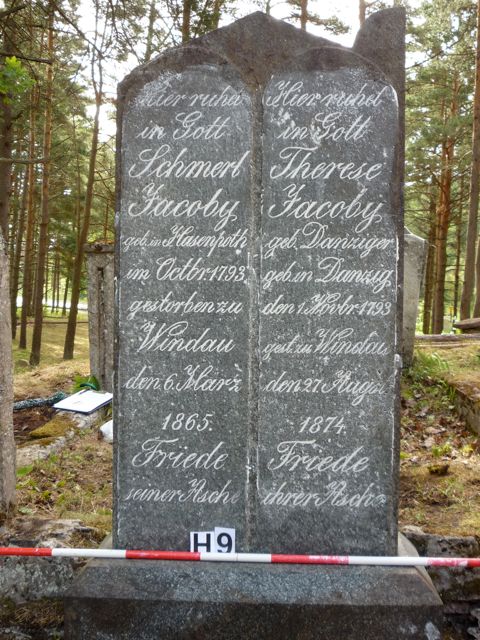 Hier ruhet
in Gott
Schmerl
Jacoby
geb. in Hasenpoth
im Octbr 1793
gestorben zu
Windau
den 6. März
1865.
Friede
seiner Asche
Hier ruhet
in Gott
Therese
Jacoby
geb. Danziger
geb. in Danzig
den 1. Novbr 1793
gest. zu Windau
den 27. August
1874.
Friede
ihrer Asche
H9